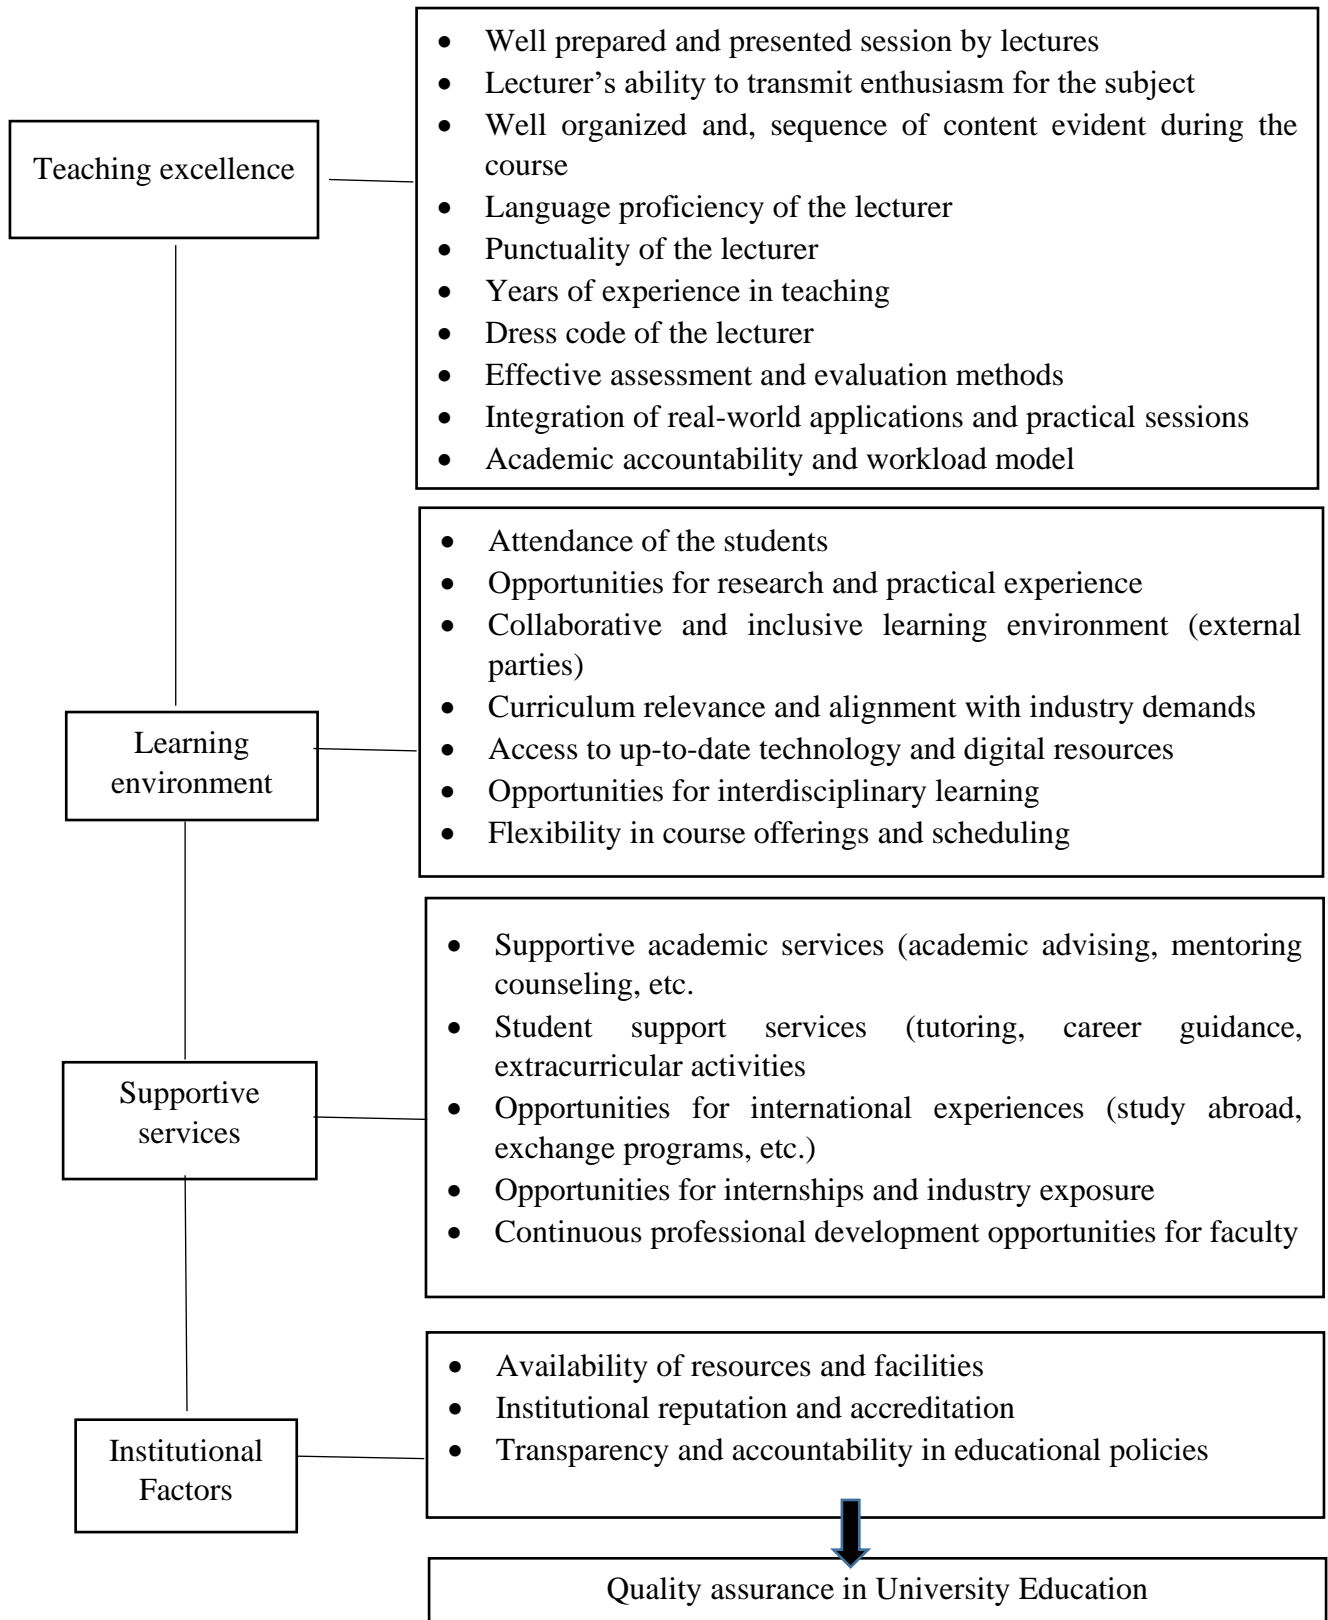 Teaching excellence
• Well prepared and presented session by lectures
• Lecturer’s ability to transmit enthusiasm for the subject
• Well organized and, sequence of content evident during the
course
• Language proficiency of the lecturer
• Punctuality of the lecturer
• Years of experience in teaching
• Dress code of the lecturer
• Effective assessment and evaluation methods
• Integration of real-world applications and practical sessions
• Academic accountability and workload model
Learning
environment
• Attendance of the students
• Opportunities for research and practical experience
• Collaborative and inclusive learning environment (external
parties)
• Curriculum relevance and alignment with industry demands
• Access to up-to-date technology and digital resources
• Opportunities for interdisciplinary learning
• Flexibility in course offerings and scheduling
Supportive
services
• Supportive academic services (academic advising, mentoring
counseling, etc.
• Student support services (tutoring, career guidance,
extracurricular activities
• Opportunities for international experiences (study abroad,
exchange programs, etc.)
• Opportunities for internships and industry exposure
• Continuous professional development opportunities for faculty
Institutional
Factors
• Availability of resources and facilities
• Institutional reputation and accreditation
• Transparency and accountability in educational policies
Quality assurance in University Education